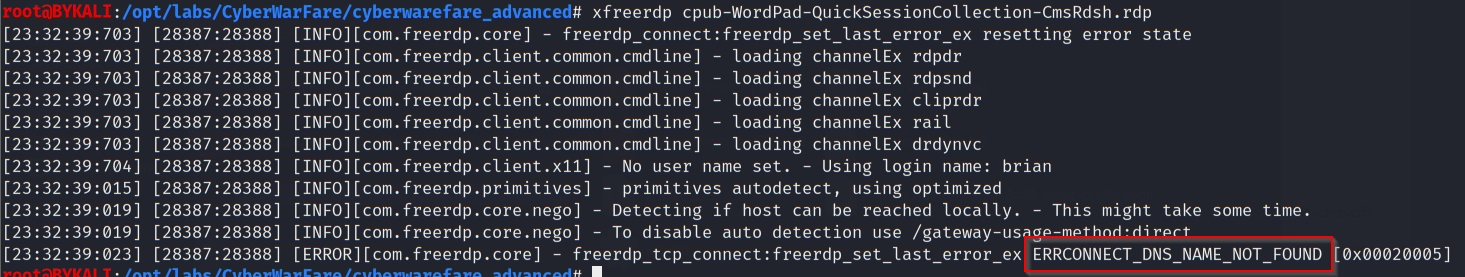 root@BYKALI:/opt/labs/CyberWarFare/cyberwarefare_advanced# xfreerdp cpub-WordPad-QuickSessionCollection-CmsRdsh.rdp
[23:32:39:703] [28387:28388] [INFO][com.freerdp.core] - freerdp_connect:freerdp_set_last_error_ex resetting error state
[23:32:39:703] [28387:28388] [INFO][com.freerdp.client.common.cmdline] - loading channelEx rdpdr
[23:32:39:703] [28387:28388] [INFO][com.freerdp.client.common.cmdline] - loading channelEx rdpsnd
[23:32:39:703] [28387:28388] [INFO][com.freerdp.client.common.cmdline] - loading channelEx cliprdr
[23:32:39:703] [28387:28388] [INFO][com.freerdp.client.common.cmdline] - loading channelEx rail
[23:32:39:703] [28387:28388] [INFO][com.freerdp.client.common.cmdline] - loading channelEx drdynvc
[23:32:39:704] [28387:28388] [INFO][com.freerdp.client.x11] - No user name set. - Using login name: brian
[23:32:39:015] [28387:28388] [INFO][com.freerdp.primitives] - primitives autodetect, using optimized
[23:32:39:019] [28387:28388] [INFO][com.freerdp.core.nego] - Detecting if host can be reached locally. - This might take some time.
[23:32:39:019] [28387:28388] [INFO][com.freerdp.core.nego] - To disable auto detection use /gateway-usage-method:direct
[23:32:39:023] [28387:28388] [ERROR][com.freerdp.core] - freerdp_tcp_connect:freerdp_set_last_error_ex ERRCONNECT_DNS_NAME_NOT_FOUND [0x00020005]
root@BYKALI:/opt/labs/CyberWarFare/cyberwarefare_advanced#